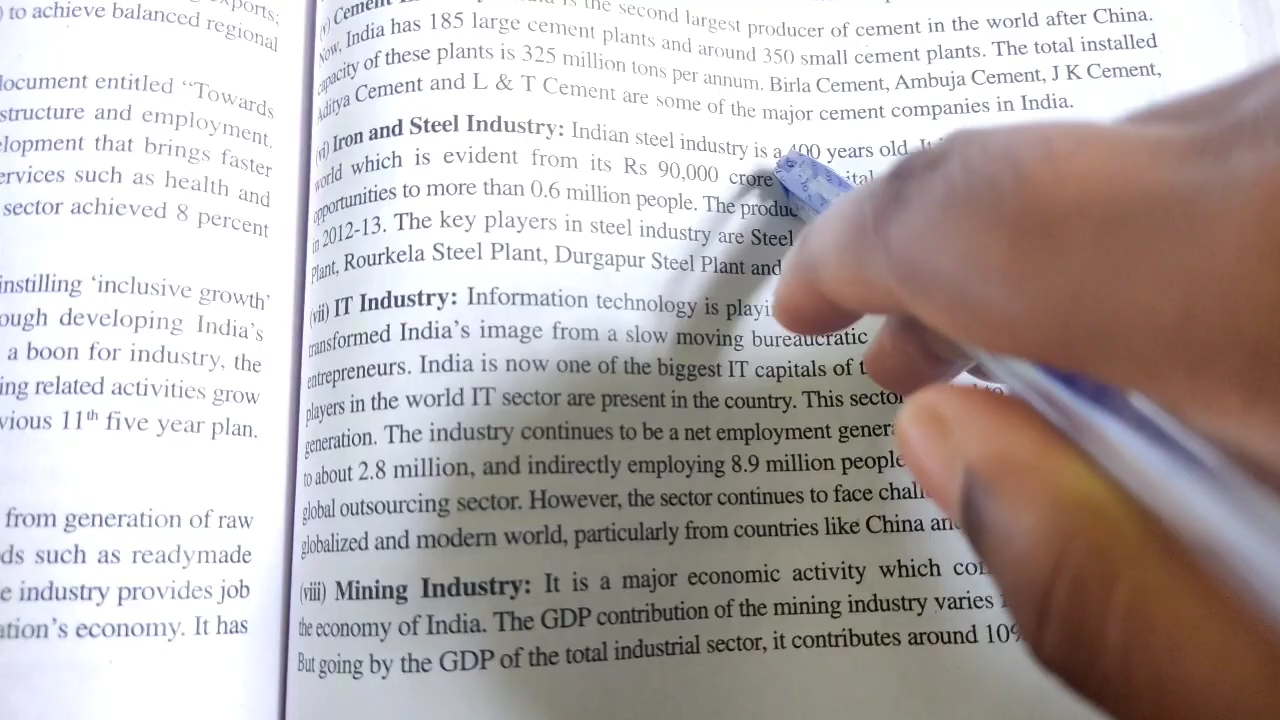 exports;
to achieve balanced regional
document entitled “Towards
structure and employment.
elopment that brings faster
ervices such as health and
sector achieved 8 percent
instilling ‘inclusive growth’
ough developing India’s
a boon for industry, the
ing related activities grow
vious 11th five year plan.
from generation of raw
ds such as readymade
e industry provides job
ation’s economy. It has
(v) Cement is the second largest producer of cement in the world after China.
Now, India has 185 large cement plants and around 350 small cement plants. The total installed
capacity of these plants is 325 million tons per annum. Birla Cement, Ambuja Cement, J K Cement,
Aditya Cement and L & T Cement are some of the major cement companies in India.
(vi) Iron and Steel Industry: Indian steel industry is a 400 years old.
world which is evident from its Rs 90,000 crore
opportunities to more than 0.6 million people. The produc
in 2012-13. The key players in steel industry are Steel
Plant, Rourkela Steel Plant, Durgapur Steel Plant and
(vii) IT Industry: Information technology is playi
transformed India’s image from a slow moving bureaucratic
entrepreneurs. India is now one of the biggest IT capitals of t
players in the world IT sector are present in the country. This sector
generation. The industry continues to be a net employment gener
to about 2.8 million, and indirectly employing 8.9 million people
global outsourcing sector. However, the sector continues to face chall
globalized and modern world, particularly from countries like China an
(viii) Mining Industry: It is a major economic activity which con
the economy of India. The GDP contribution of the mining industry varies
But going by the GDP of the total industrial sector, it contributes around 10%